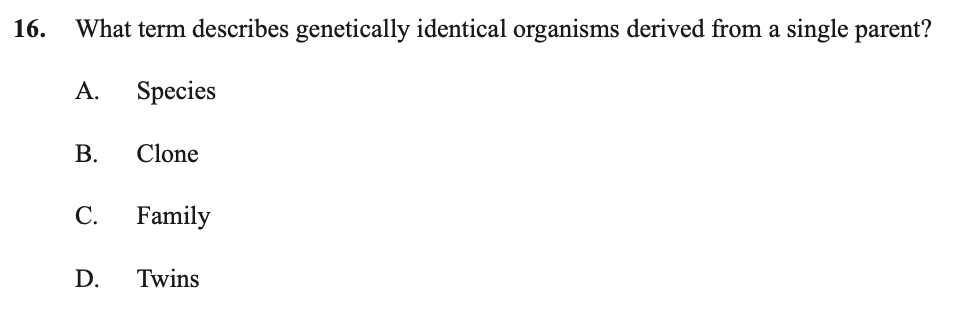 16. What term describes genetically identical organisms derived from a single parent?
A. Species
B. Clone
C. Family
D. Twins